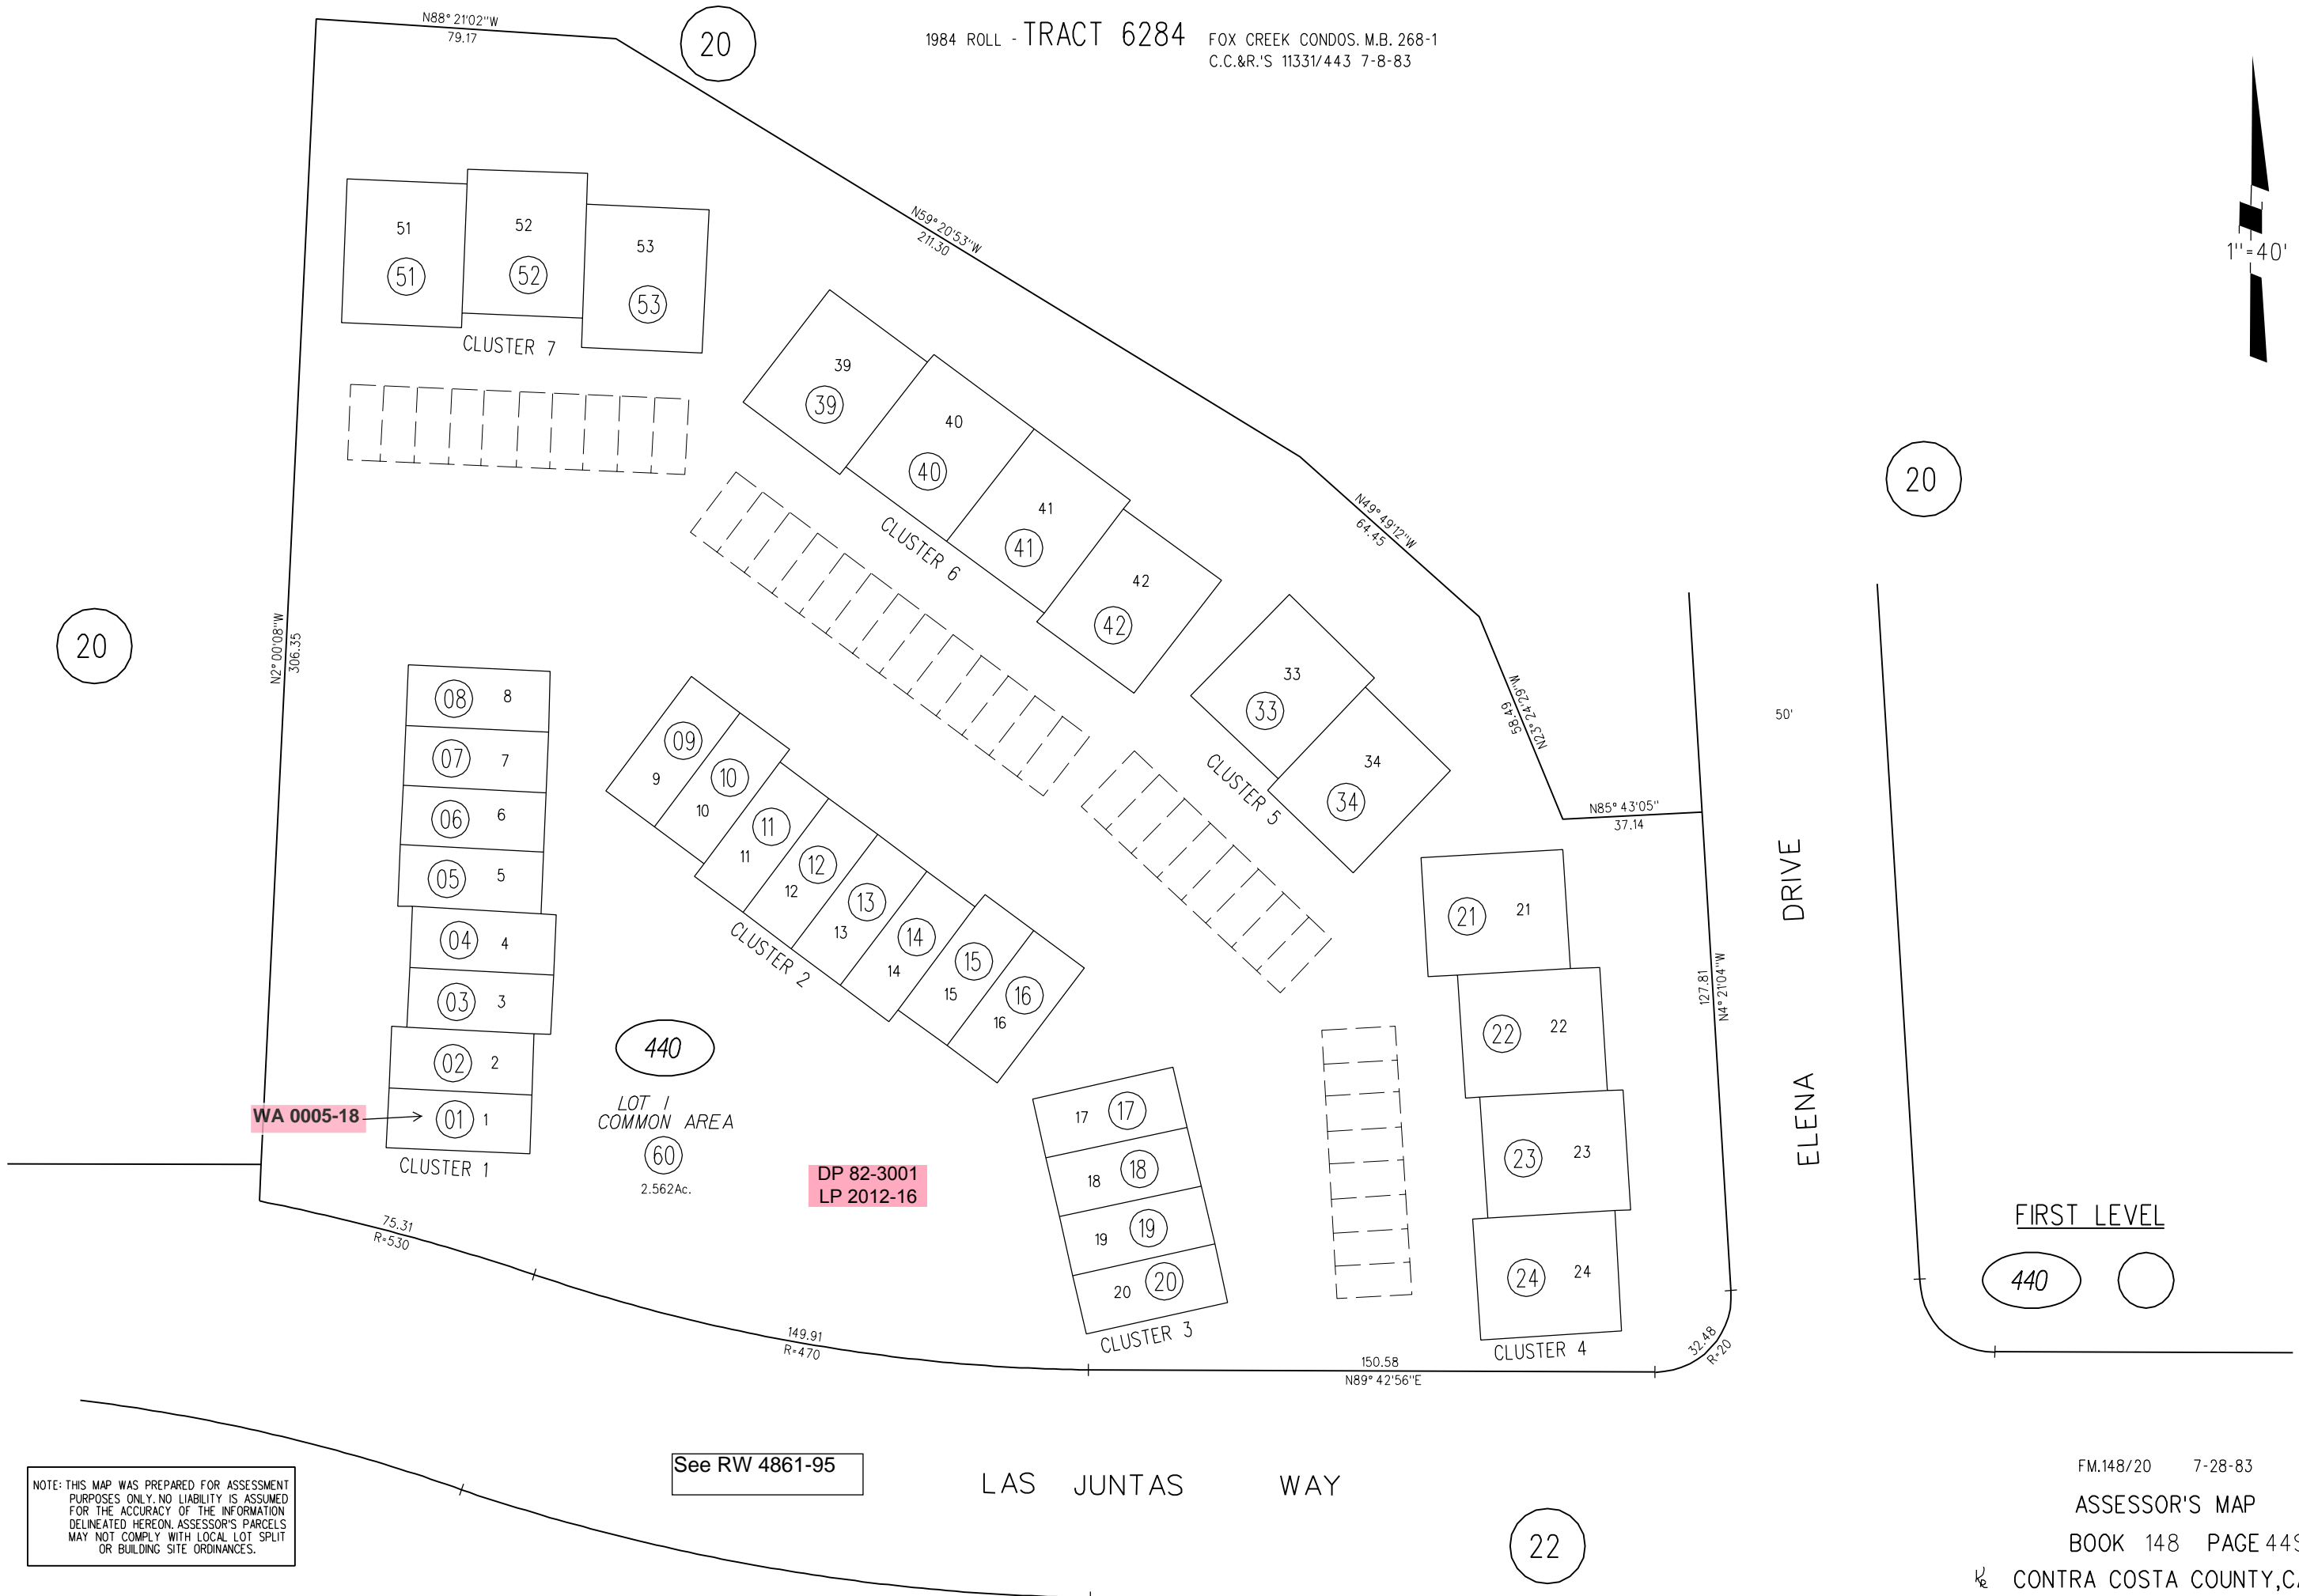 N88° 21'02"W
79.17
20
1984 ROLL - TRACT 6284 FOX CREEK CONDOS. M.B. 268-1
C.C.&R.'S 11331/443 7-8-83
1"=40'
51
52
53
51
52
53
CLUSTER 7
N59° 20'53"W
211.30
39
39
40
40
41
41
42
42
CLUSTER 6
N49° 49'12"W
64.45
20
20
N2° 00'08"W
306.35
33
33
34
34
CLUSTER 5
N23° 24'29"W
58.49
50'
N85° 43'05"
37.14
08 8
07 7
06 6
05 5
04 4
03 3
02 2
01 1
WA 0005-18
CLUSTER 1
09
9
10
10
11
11
12
12
13
13
14
14
15
15
16
16
CLUSTER 2
440
LOT 1
COMMON AREA
60
2.562Ac.
DP 82-3001
LP 2012-16
17 17
18 18
19 19
20 20
CLUSTER 3
21 21
22 22
23 23
24 24
CLUSTER 4
127.81
N4° 21'04"W
ELENA DRIVE
FIRST LEVEL
440
75.31
R=530
149.91
R=470
150.58
N89° 42'56"E
32.48
R=20
See RW 4861-95
LAS JUNTAS WAY
22
NOTE: THIS MAP WAS PREPARED FOR ASSESSMENT
PURPOSES ONLY. NO LIABILITY IS ASSUMED
FOR THE ACCURACY OF THE INFORMATION
DELINEATED HEREON. ASSESSOR'S PARCELS
MAY NOT COMPLY WITH LOCAL LOT SPLIT
OR BUILDING SITE ORDINANCES.
FM.148/20 7-28-83
ASSESSOR'S MAP
BOOK 148 PAGE 44
CONTRA COSTA COUNTY,